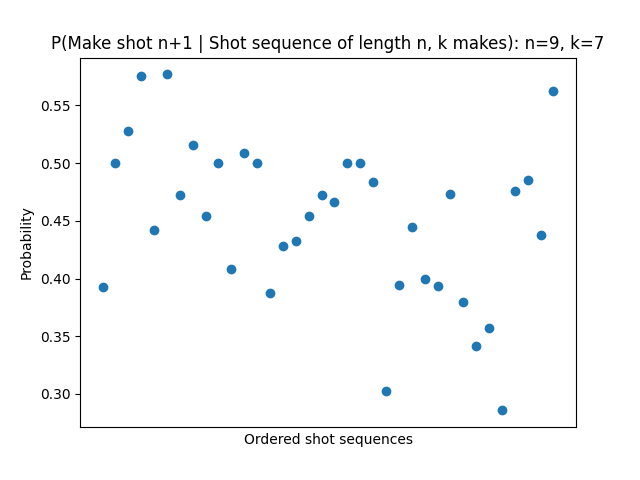 P(Make shot n+1 | Shot sequence of length n, k makes): n=9, k=7
0.55
0.50
0.45
0.40
0.35
0.30
Probability
Ordered shot sequences